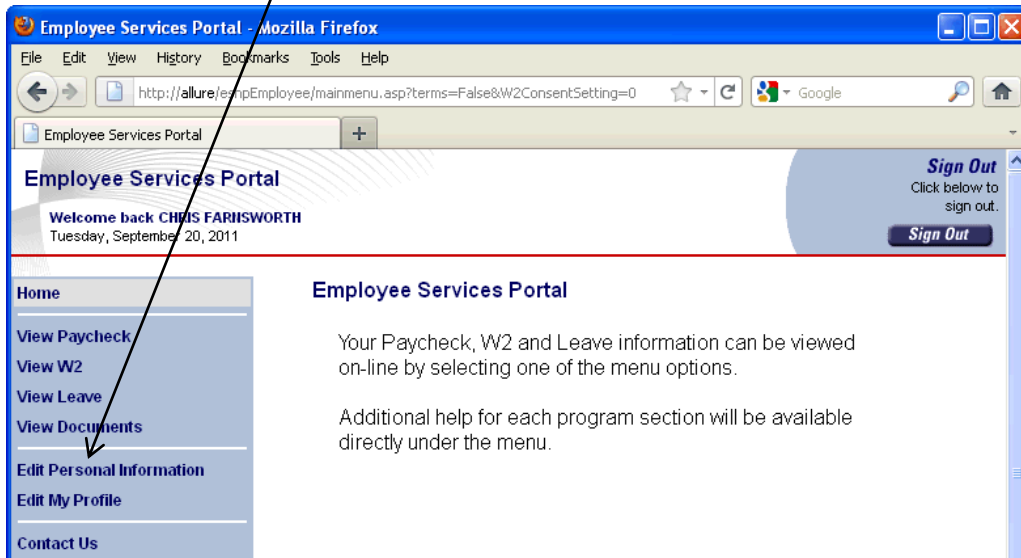 Employee Services Portal - Mozilla Firefox
File Edit View History Bookmarks Tools Help
http://allure/eshpEmployee/mainmenu.asp?terms=False&W2ConsentSetting=0
Google
Employee Services Portal
Employee Services Portal
Welcome back CHRIS FARNSWORTH
Tuesday, September 20, 2011
Sign Out
Click below to
sign out.
Sign Out
Home
View Paycheck
View W2
View Leave
View Documents
Edit Personal Information
Edit My Profile
Contact Us
Employee Services Portal
Your Paycheck, W2 and Leave information can be viewed
on-line by selecting one of the menu options.
Additional help for each program section will be available
directly under the menu.